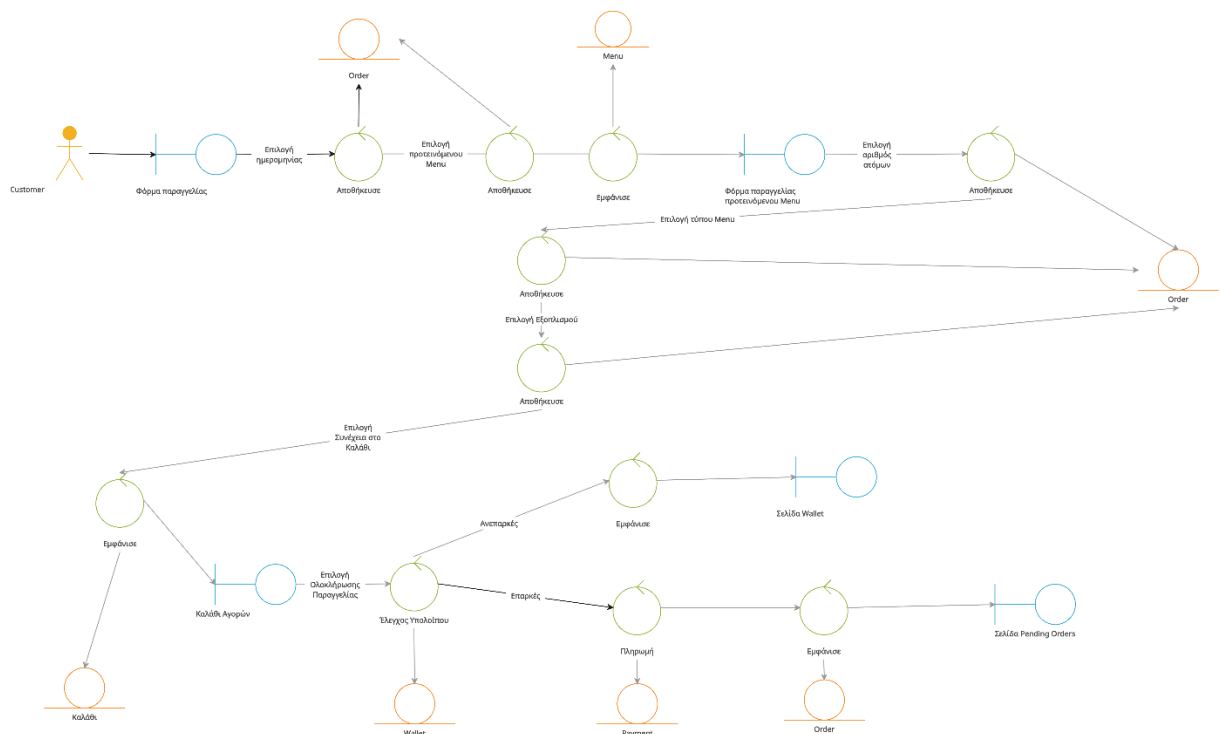 Menu
Order
Επιλογή
ημερομηνία
Επιλογή
προτεινόμενου
Menu
Επιλογή
αριθμός
ατόμων
Customer
Φόρμα παραγγελίας
Αποθήκευσε
Αποθήκευσε
Εμφάνισε
Φόρμα παραγγελίας
προτεινόμενου Menu
Αποθήκευσε
Επιλογή τύπου Menu
Αποθήκευσε
Order
Επιλογή Εξοπλισμού
Αποθήκευσε
Επιλογή
Συνέχεια στο
Καλάθι
Ανεπαρκές
Εμφάνισε
Σελίδα Wallet
Εμφάνισε
Επιλογή
Ολοκλήρωσης
Παραγγελίας
Επαρκές
Καλάθι Αγορών
Έλεγχος Υπολοίπου
Πληρωμή
Εμφάνισε
Σελίδα Pending Orders
Καλάθι
Wallet
Payment
Order